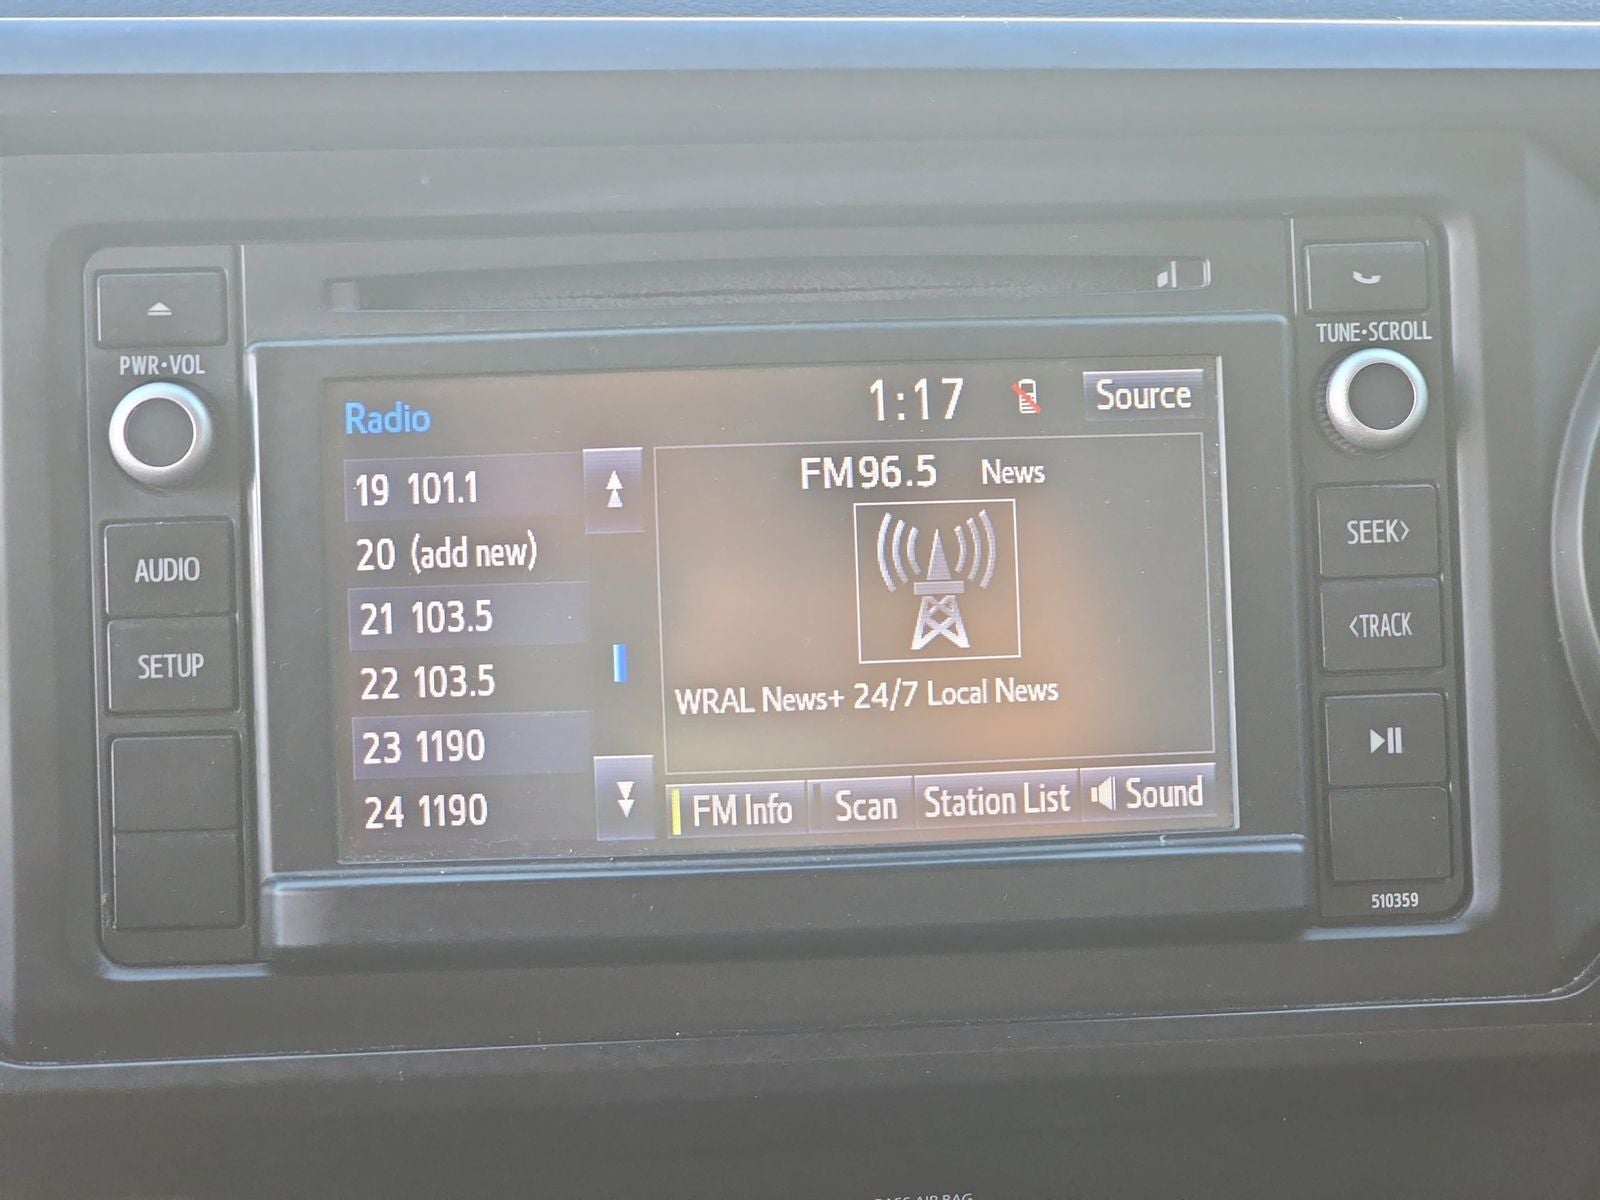 PWR•VOL
AUDIO
SETUP
Radio
1:17
Source
19 101.1
20 (add new)
21 103.5
22 103.5
23 1190
24 1190
FM96.5 News
WRAL News+ 24/7 Local News
FM Info
Scan
Station List
Sound
TUNE•SCROLL
SEEK>
<TRACK
510359